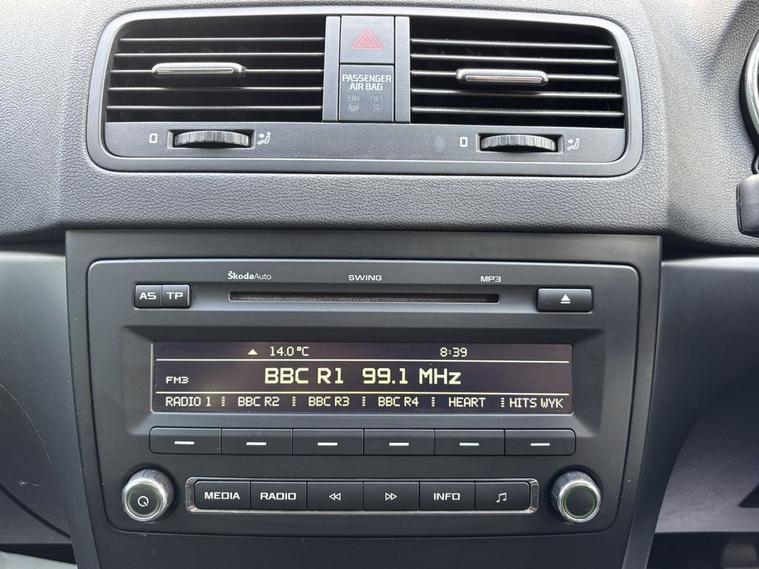 PASSENGER
AIR BAG
ON OFF
ŠkodaAuto SWING MP3
AS TP
14.0°C 8:39
FM3 BBC R1 99.1 MHz
RADIO 1 BBC R2 BBC R3 BBC R4 HEART HITS WYK
MEDIA RADIO INFO